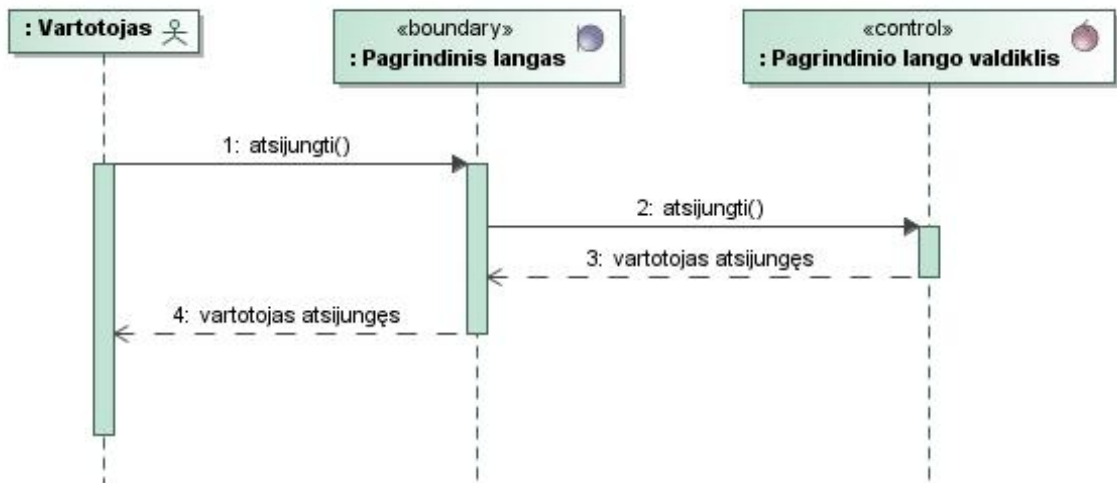 : Vartotojas
«boundary»
: Pagrindinis langas
«control»
: Pagrindinio lango valdiklis
1: atsijungti()
2: atsijungti()
3: vartotojas atsijungęs
4: vartotojas atsijungęs